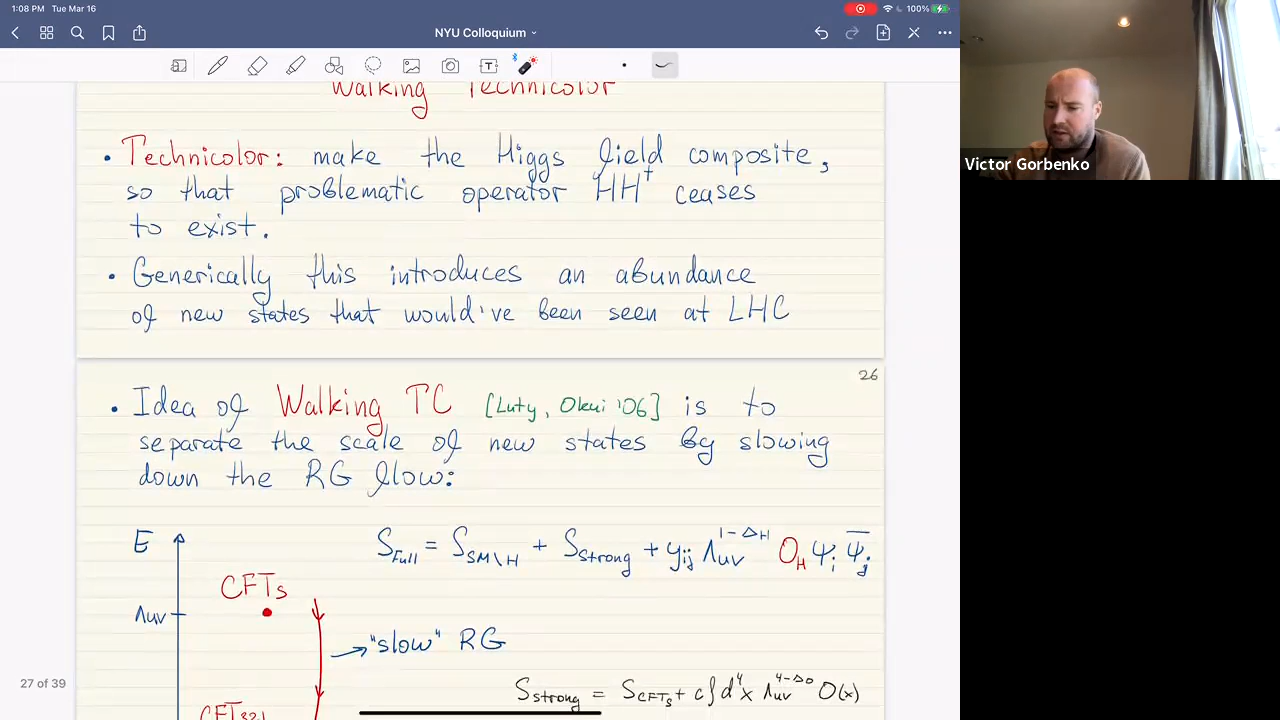 1:08 PM Tue Mar 16
100%
NYU Colloquium
Walking Technicolor
• Technicolor: make the Higgs field composite,
so that problematic operator HH† ceases
to exist.
• Generically this introduces an abundance
of new states that would've been seen at LHC
26
• Idea of Walking TC [Luty, Okui '06] is to
separate the scale of new states by slowing
down the RG flow:
E
S_Full = S_SM\H + S_Strong + y_ij Λ_UV^{1-Δ_H} O_H ψ_i ψ̄_j
CFTs
Λ_UV
→ "slow" RG
27 of 39
S_strong = S_CFTs + c∫d⁴x Λ_UV^{4-Δ_O} O(x)
Victor Gorbenko